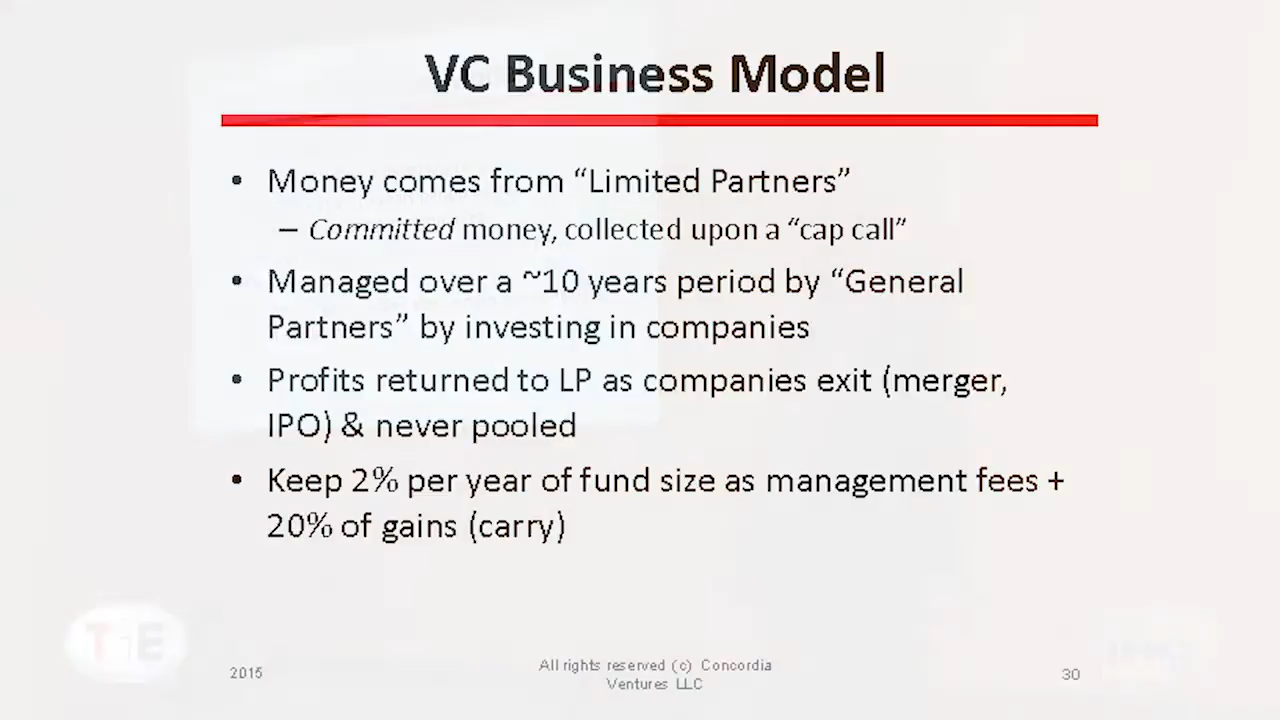 VC Business Model
• Money comes from “Limited Partners”
– Committed money, collected upon a “cap call”
• Managed over a ~10 years period by “General
Partners” by investing in companies
• Profits returned to LP as companies exit (merger,
IPO) & never pooled
• Keep 2% per year of fund size as management fees +
20% of gains (carry)
TiE
2015
All rights reserved (c) Concordia
Ventures LLC
30